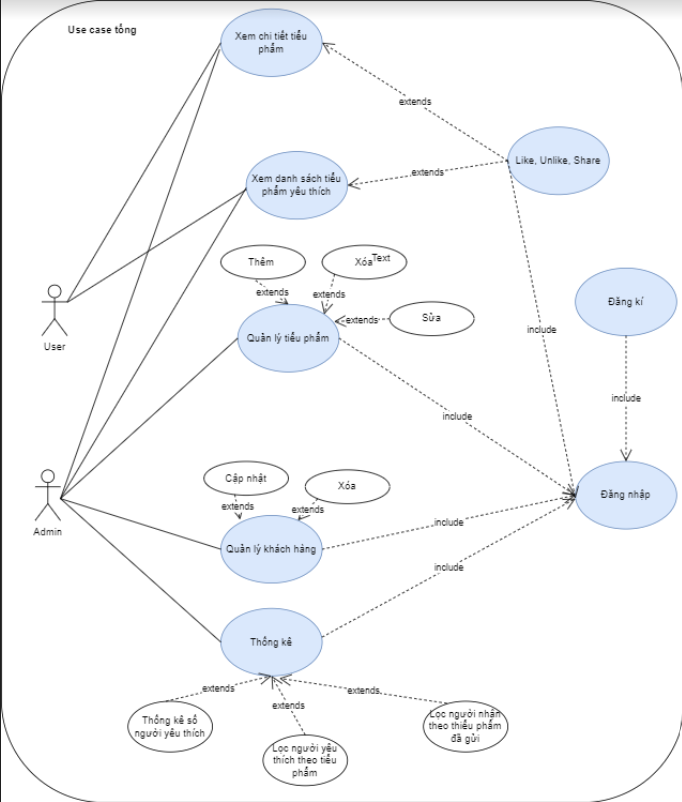 Use case tổng
Xem chi tiết tiểu
phẩm
extends
Like, Unlike, Share
Xem danh sách tiểu
phẩm yêu thích
extends
Thêm
Xóa
Text
extends
extends
extends
Sửa
Đăng kí
User
Quản lý tiểu phẩm
include
include
include
Cập nhật
Xóa
extends
extends
Đăng nhập
Admin
Quản lý khách hàng
include
include
Thống kê
extends
extends
extends
Thống kê số
người yêu thích
Lọc người yêu
thích theo tiểu
phẩm
Lọc người nhận
theo thiểu phẩm
đã gửi